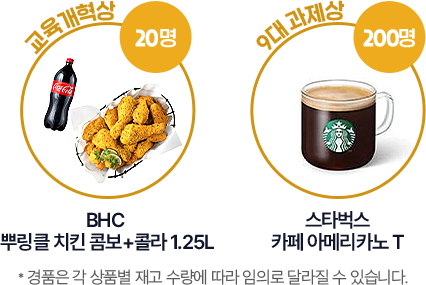 교육개혁상
20명
9대 과제상
200명
Coca-Cola
BHC
뿌링클 치킨 콤보+콜라 1.25L
스타벅스
카페 아메리카노 T
* 경품은 각 상품별 재고 수량에 따라 임의로 달라질 수 있습니다.